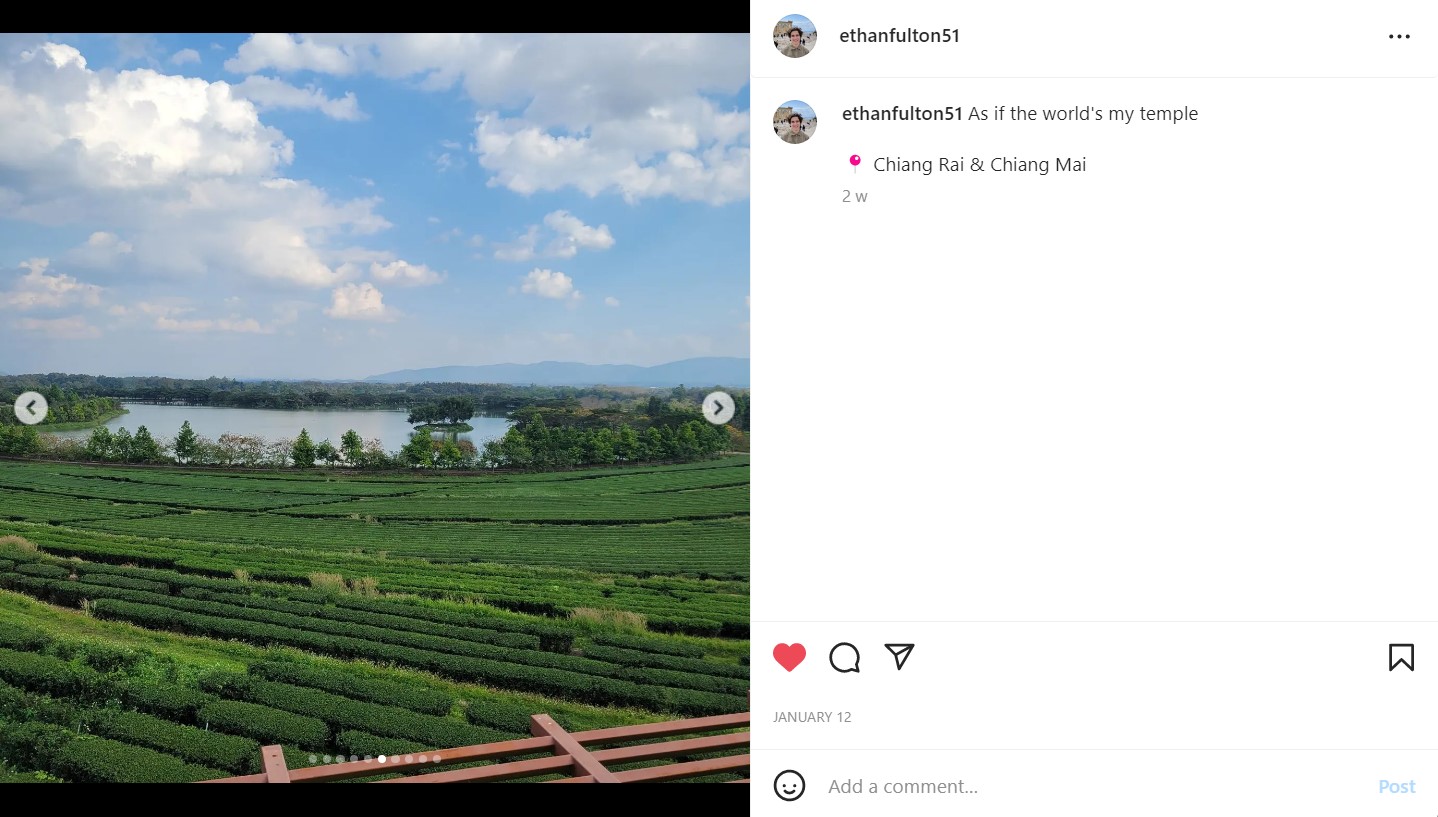 ethanfulton51
ethanfulton51 As if the world's my temple
📍 Chiang Rai & Chiang Mai
2 w
JANUARY 12
Add a comment...
Post